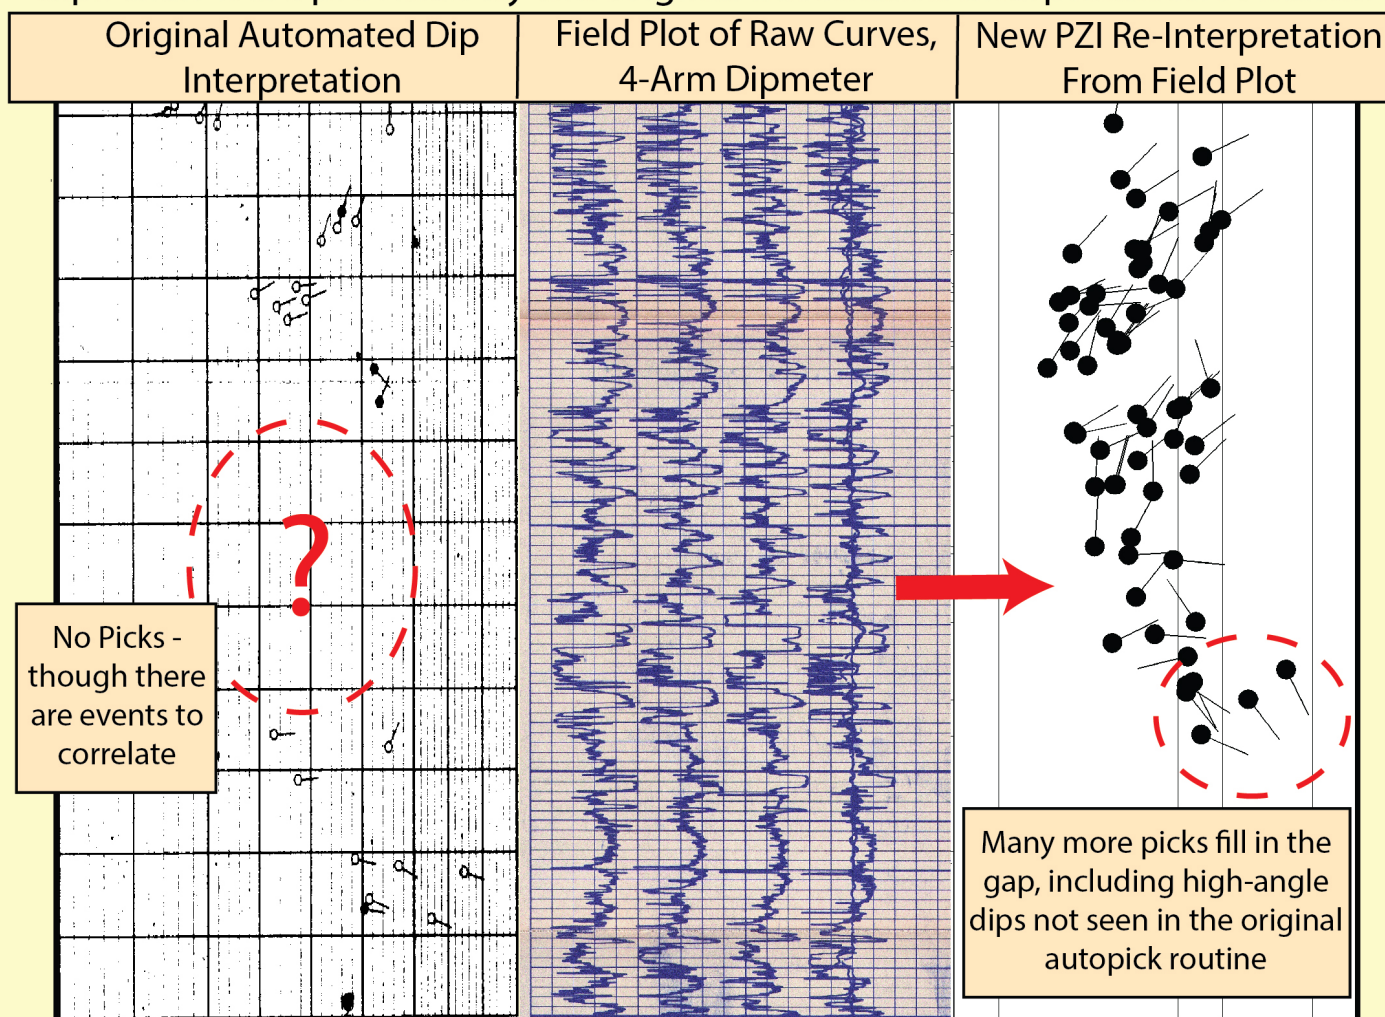 Original Automated Dip
Interpretation
Field Plot of Raw Curves,
4-Arm Dipmeter
New PZI Re-Interpretation
From Field Plot
?
No Picks -
though there
are events to
correlate
Many more picks fill in the
gap, including high-angle
dips not seen in the original
autopick routine